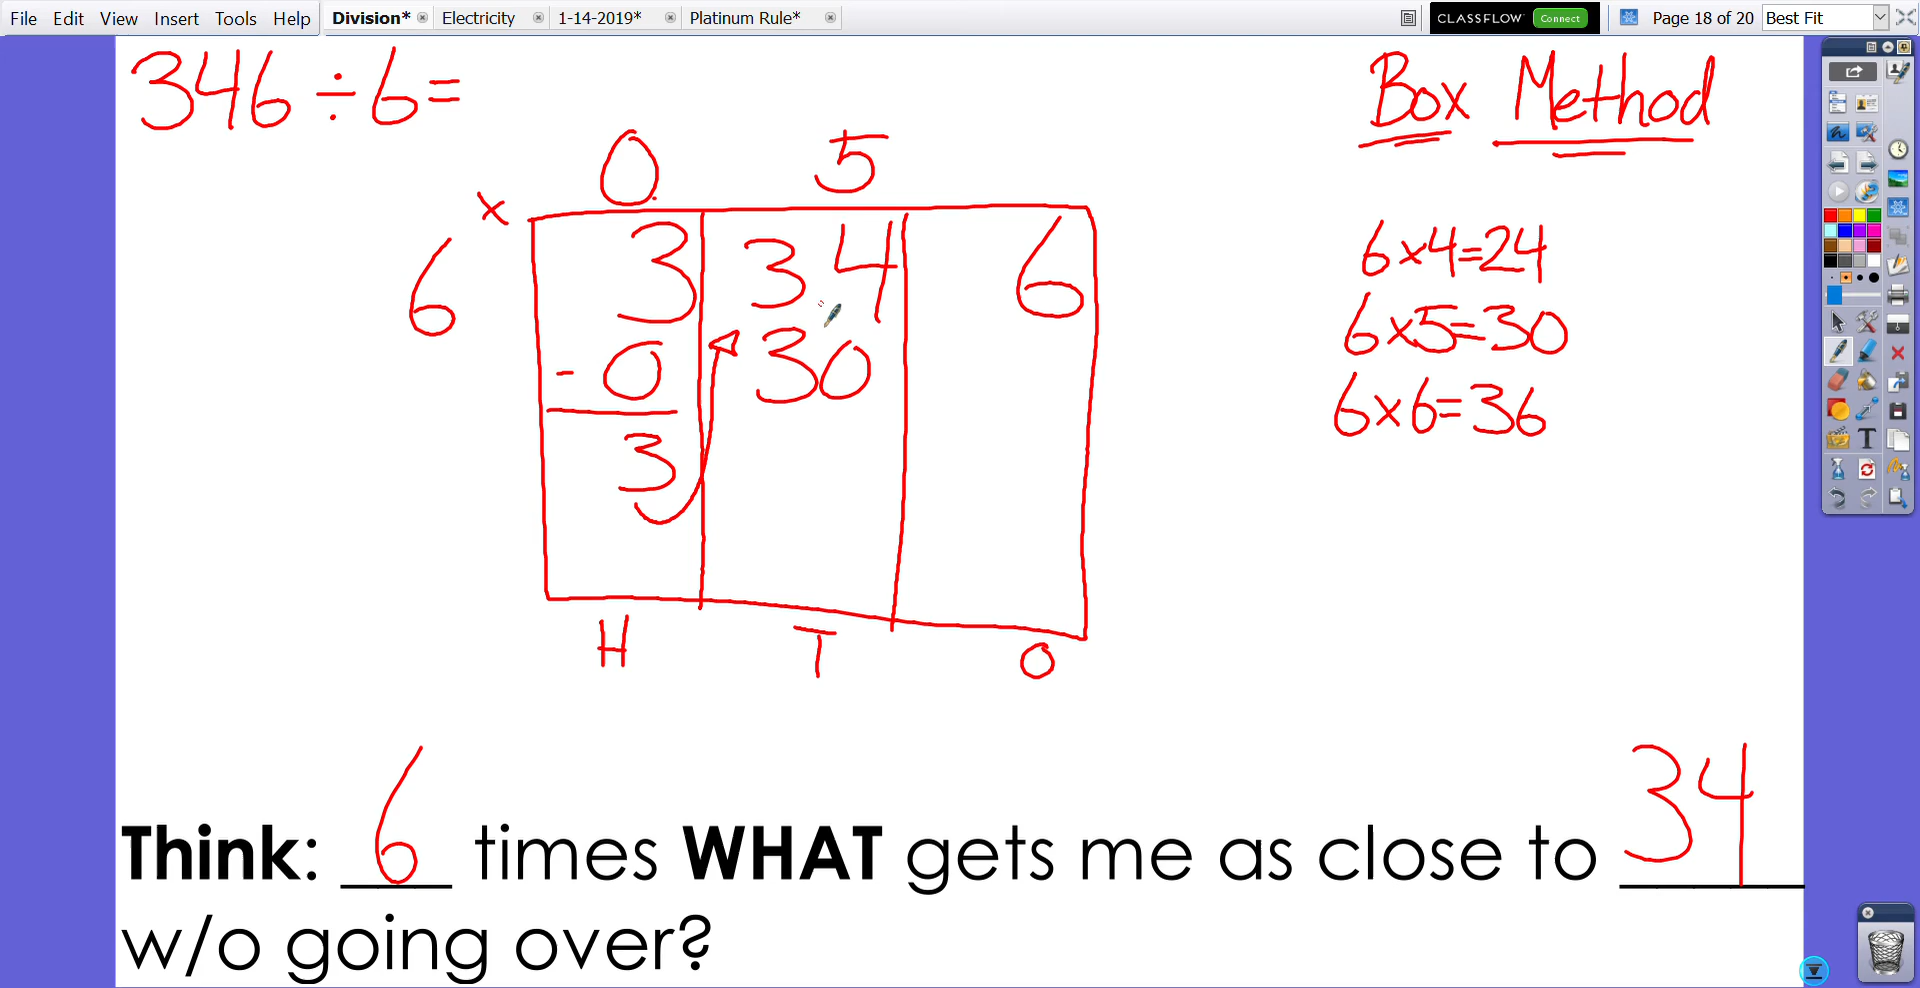 File Edit View Insert Tools Help Division* Electricity 1-14-2019* Platinum Rule* CLASSFLOW Connect Page 18 of 20 Best Fit
346 ÷ 6 =
Box Method
0 5
x
6
3 34 6
- 0 30
3
H T O
6x4=24
6x5=30
6x6=36
Think: 6 times WHAT gets me as close to 34
w/o going over?